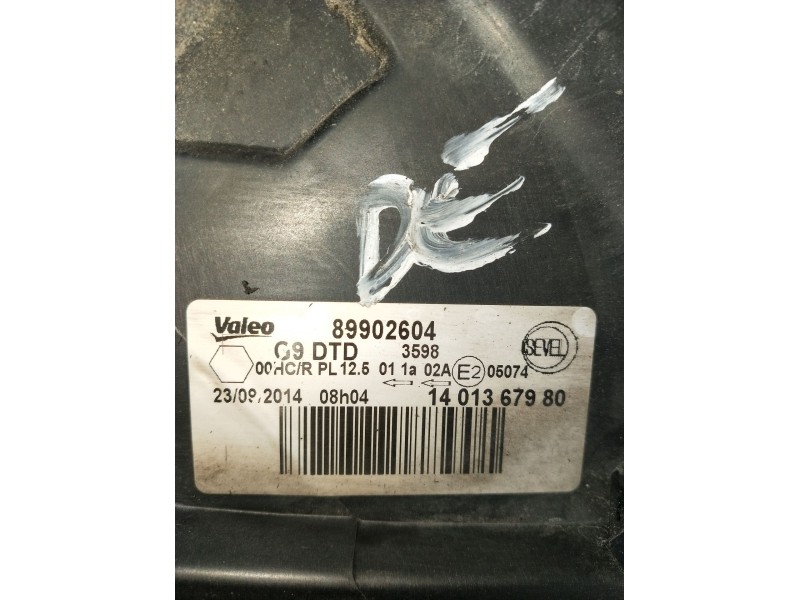 DÉ
Valeo 89902604
G9 DTD 3598 SEVEL
00HC/R PL 12.5 01 1a 02A E2 05074
23/09/2014 08h04 14 013 679 80